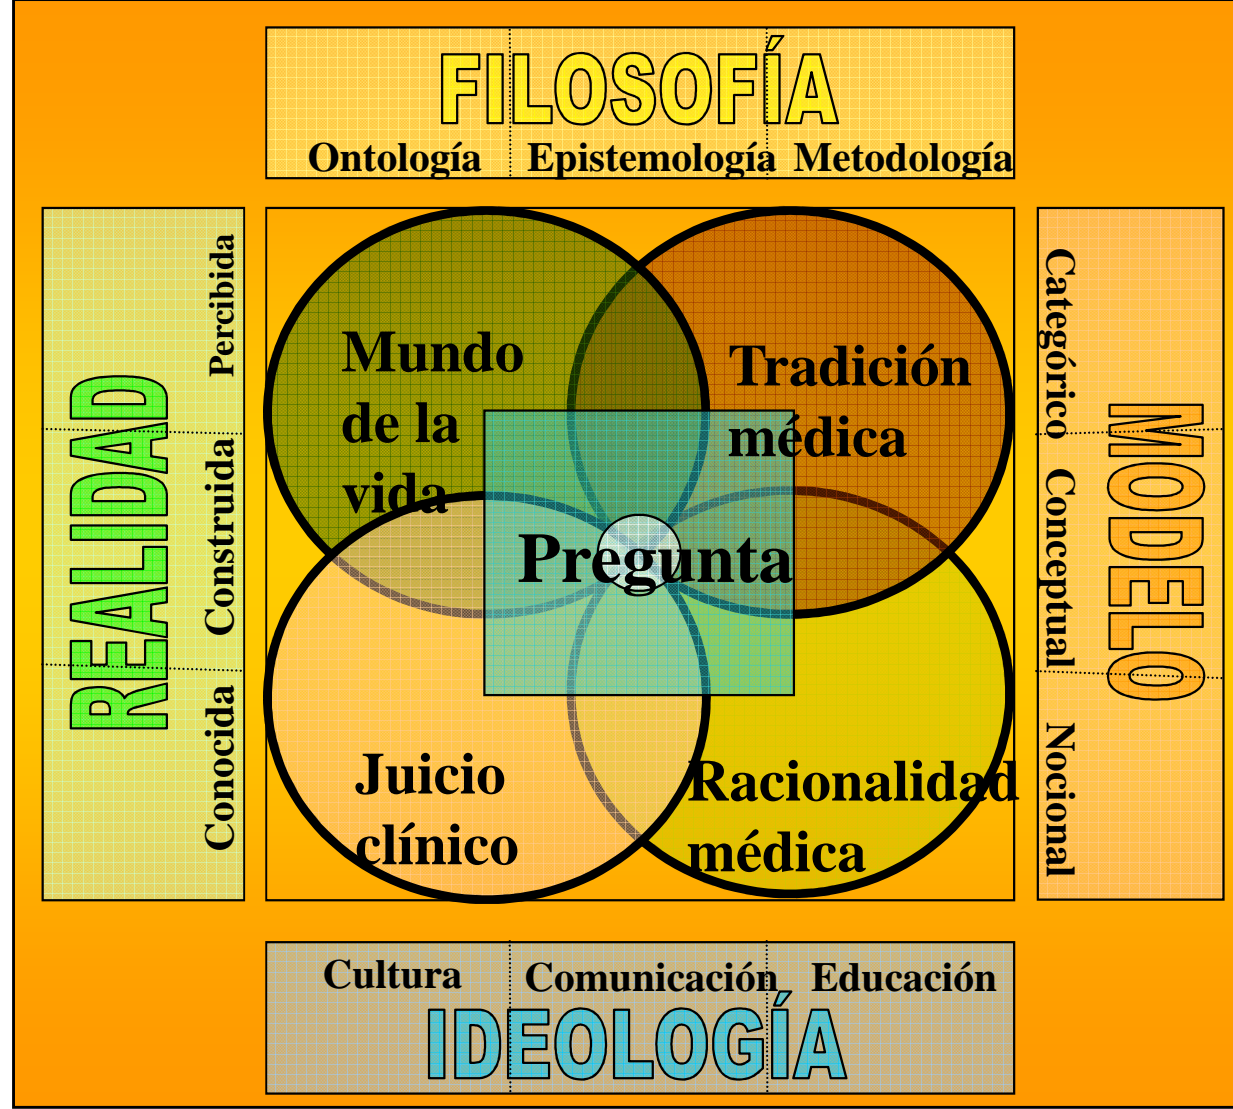 FILOSOFÍA
Ontología Epistemología Metodología
REALIDAD
Percibida
Construida
Conocida
Mundo
de la
vida
Tradición
médica
Pregunta
Juicio
clínico
Racionalidad
médica
Categórico
Conceptual
Nocional
MODELO
Cultura Comunicación Educación
IDEOLOGÍA